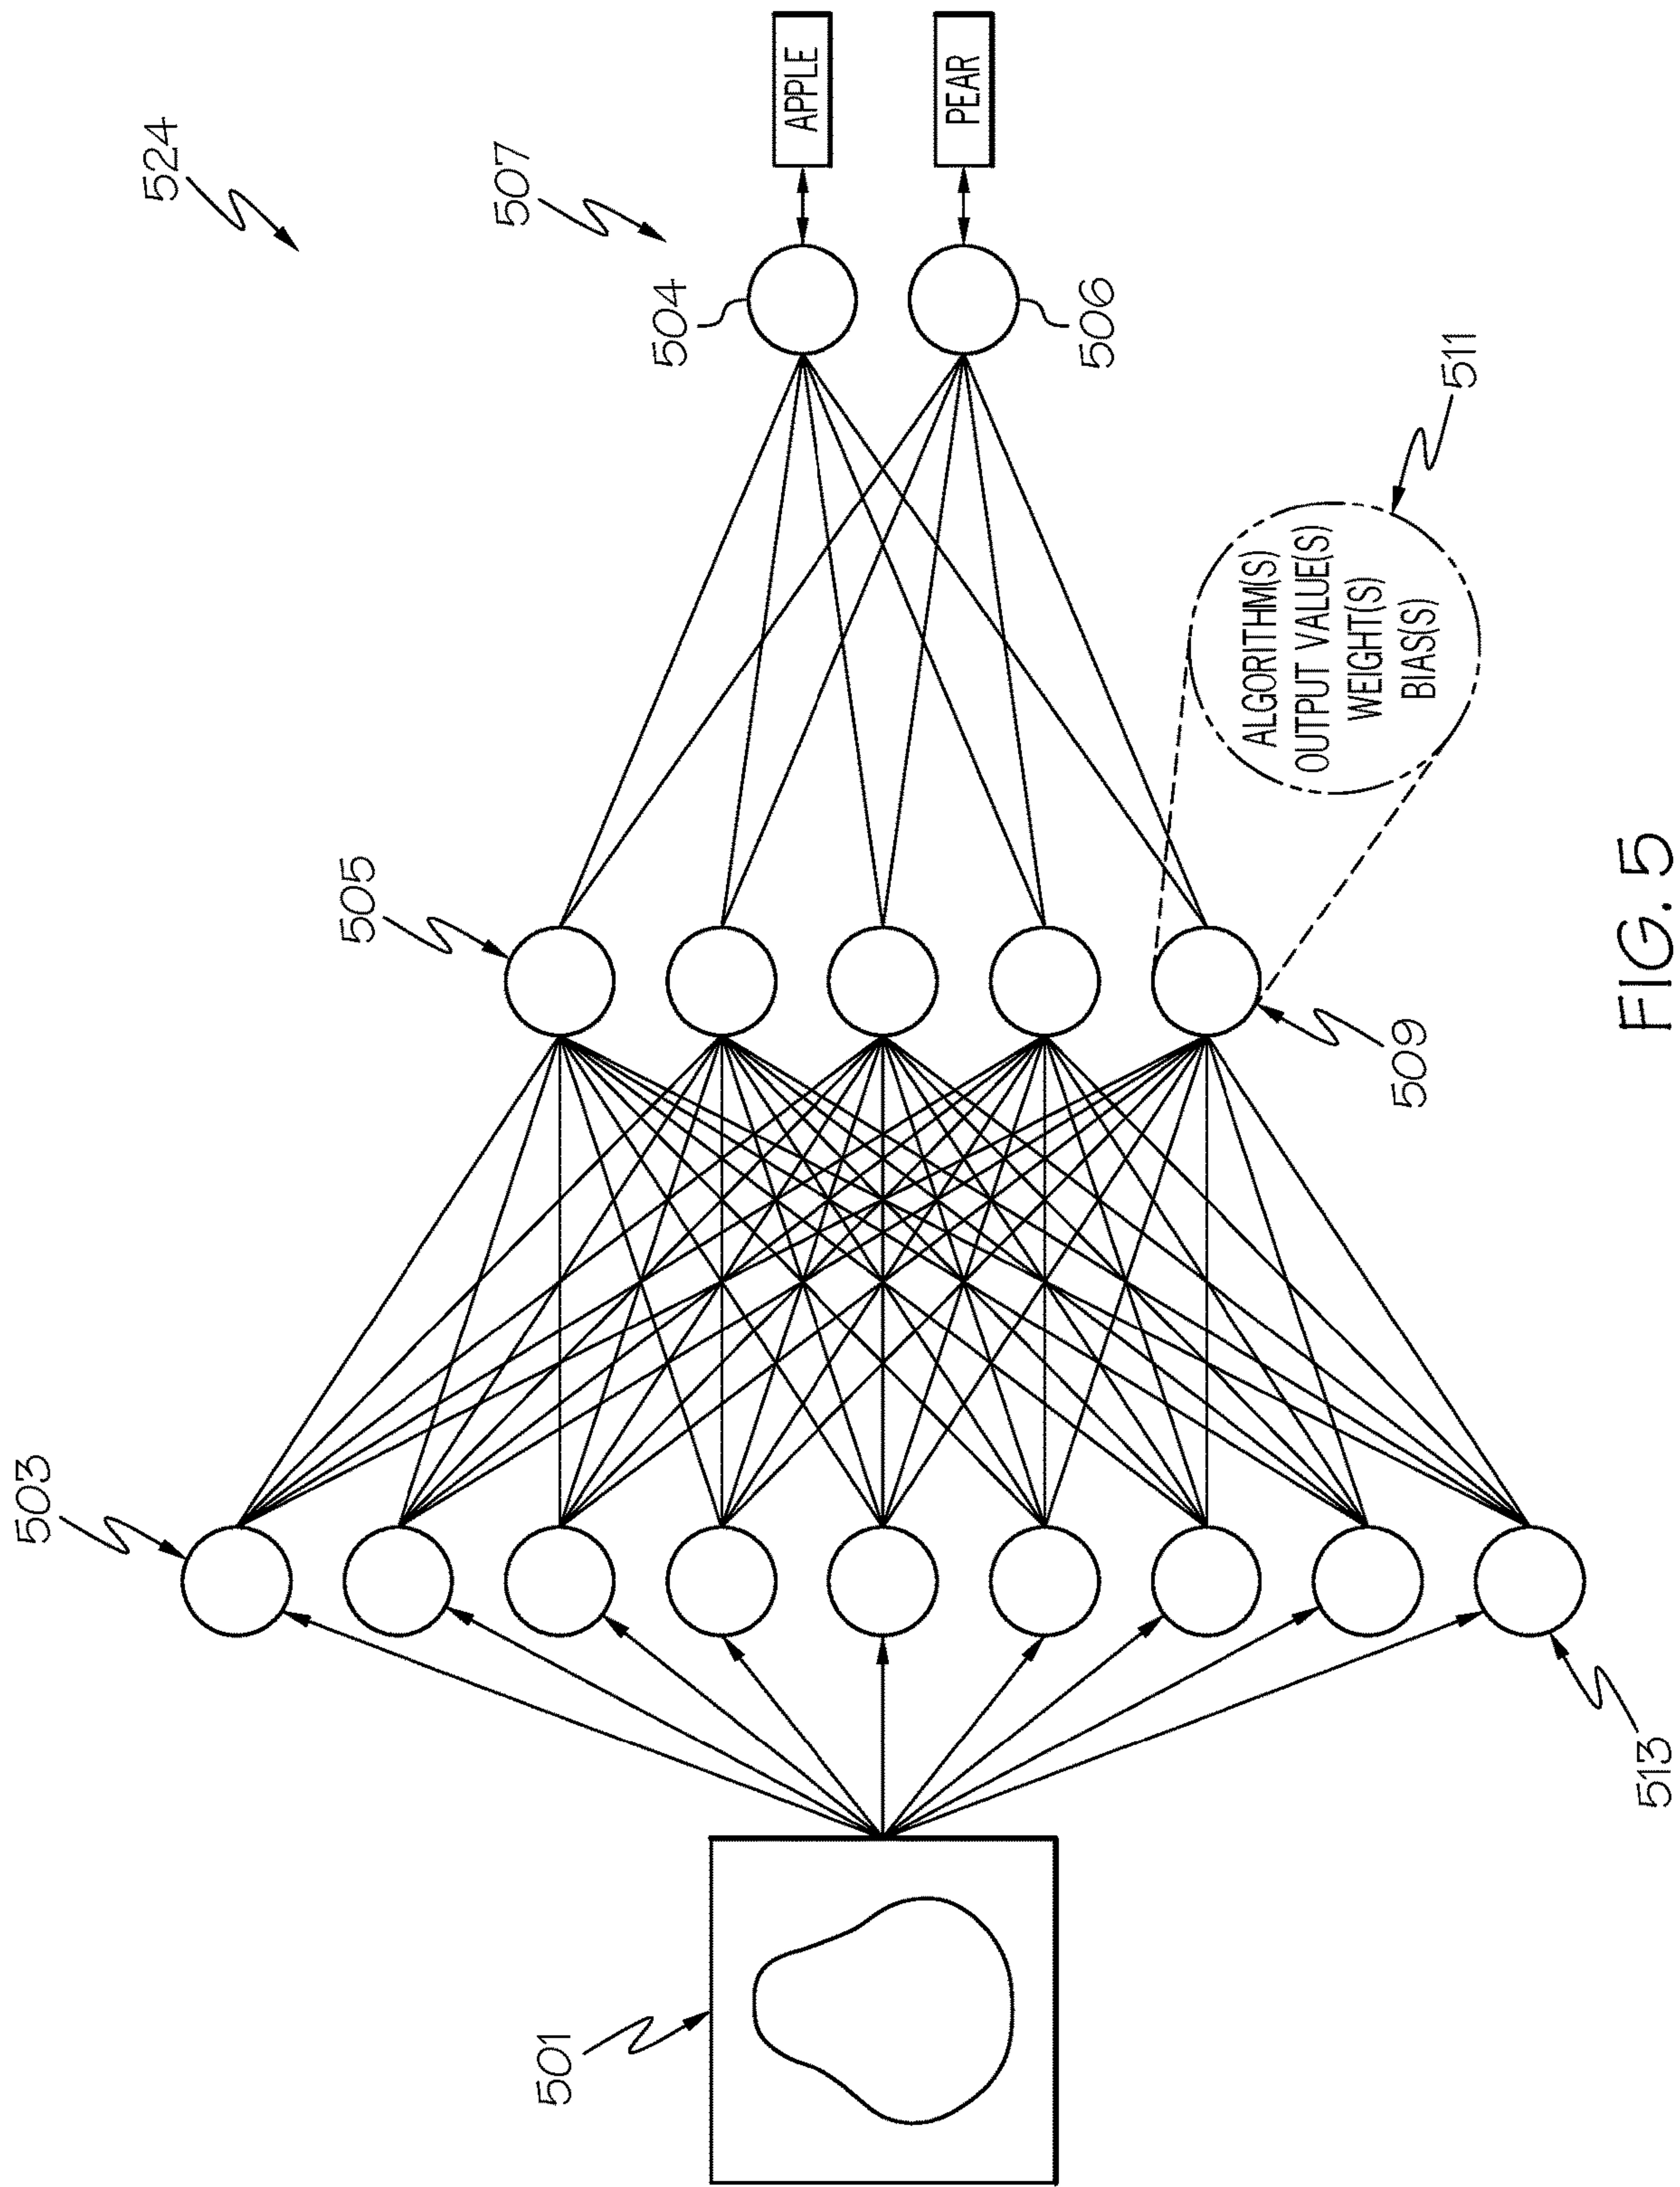 524
507
APPLE
PEAR
504
506
505
511
ALGORITHM(S)
OUTPUT VALUE(S)
WEIGHT(S)
BIAS(S)
509
503
513
501
FIG. 5